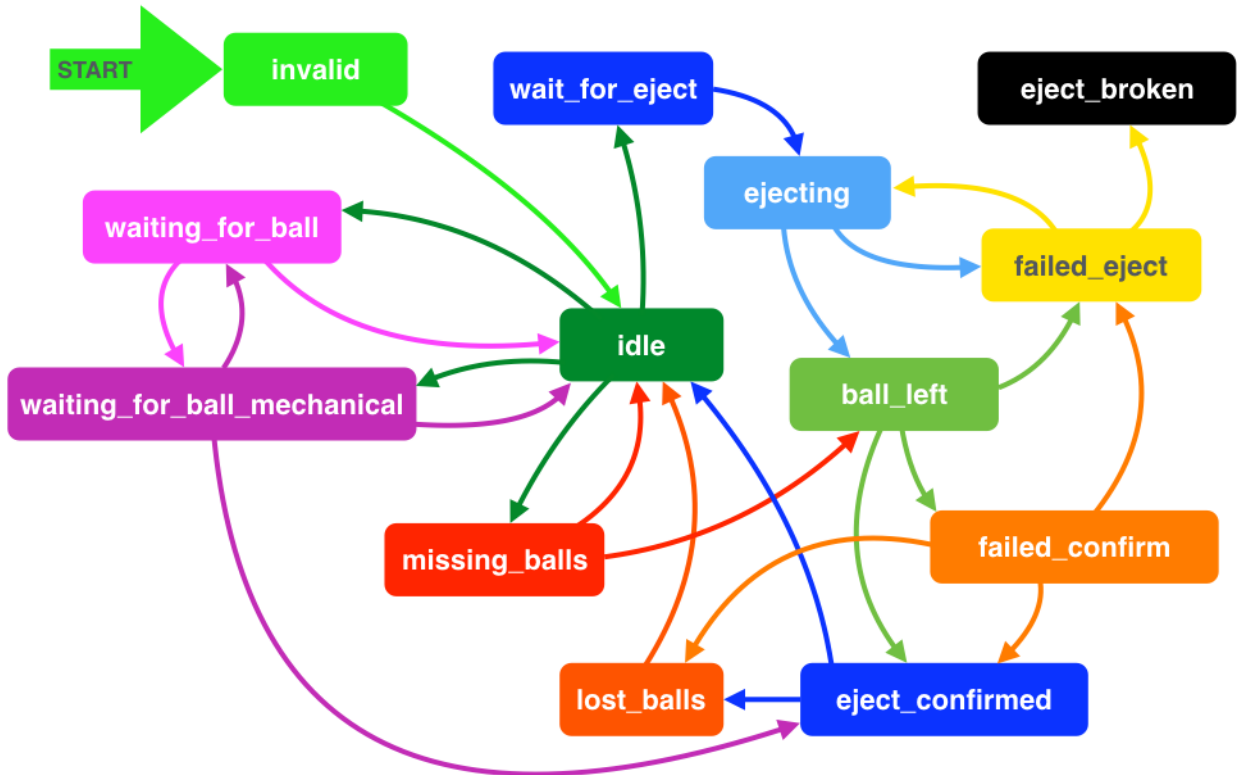 START
invalid
wait_for_eject
eject_broken
ejecting
waiting_for_ball
failed_eject
idle
waiting_for_ball_mechanical
ball_left
missing_balls
failed_confirm
lost_balls
eject_confirmed